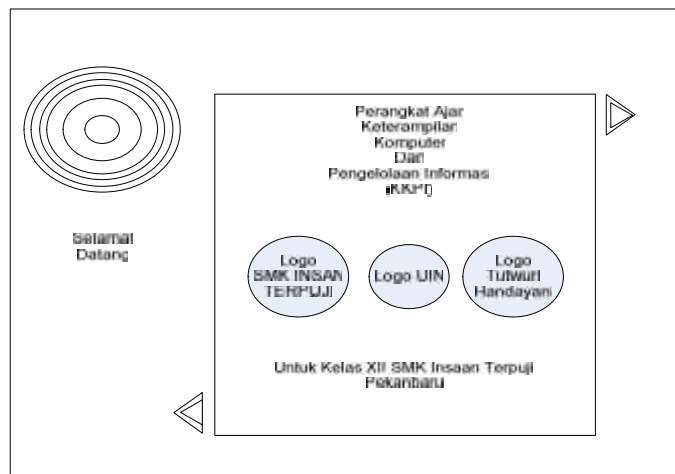 Selamat
Datang
Perangkat Ajar
Keterampilan
Komputer
Dan
Pengelolaan Informasi
(KKPI)
Logo
SMK INSAN
TERPUJI
Logo UIN
Logo
Tutwuri
Handayani
Untuk Kelas XII SMK Insaan Terpuji
Pekanbaru